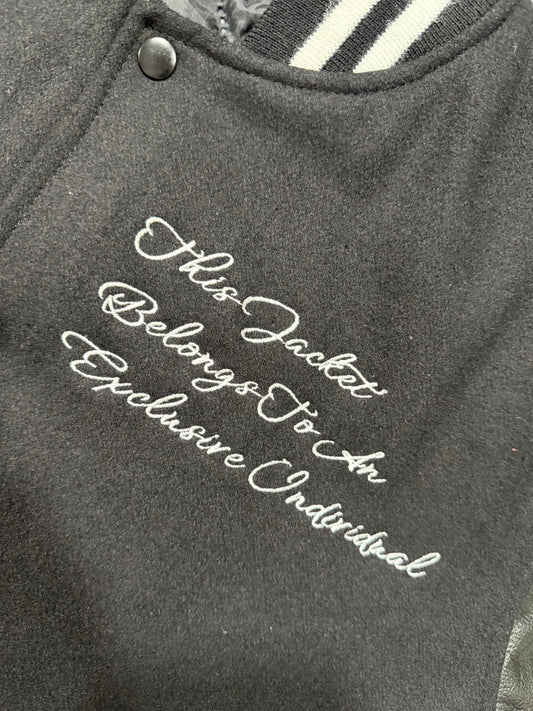 This Jacket
Belongs To An
Exclusive Individual